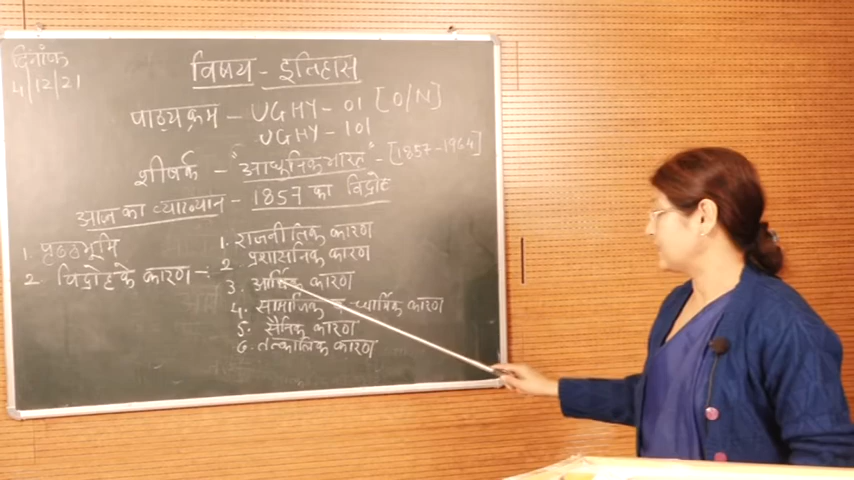 दिनांक
4/12/21
विषय - इतिहास
पाठ्यक्रम - UGHY-01 [O/N]
UGHY-101
शीर्षक - "आधुनिक भारत" - [1857-1964]
आज का व्याख्यान - 1857 का विद्रोह
1. पृष्ठभूमि
2. विद्रोह के कारण -:
1. राजनीतिक कारण
2 प्रशासनिक कारण
3. आर्थिक कारण
4. सामाजिक व धार्मिक कारण
5. सैनिक कारण
6. तत्कालिक कारण